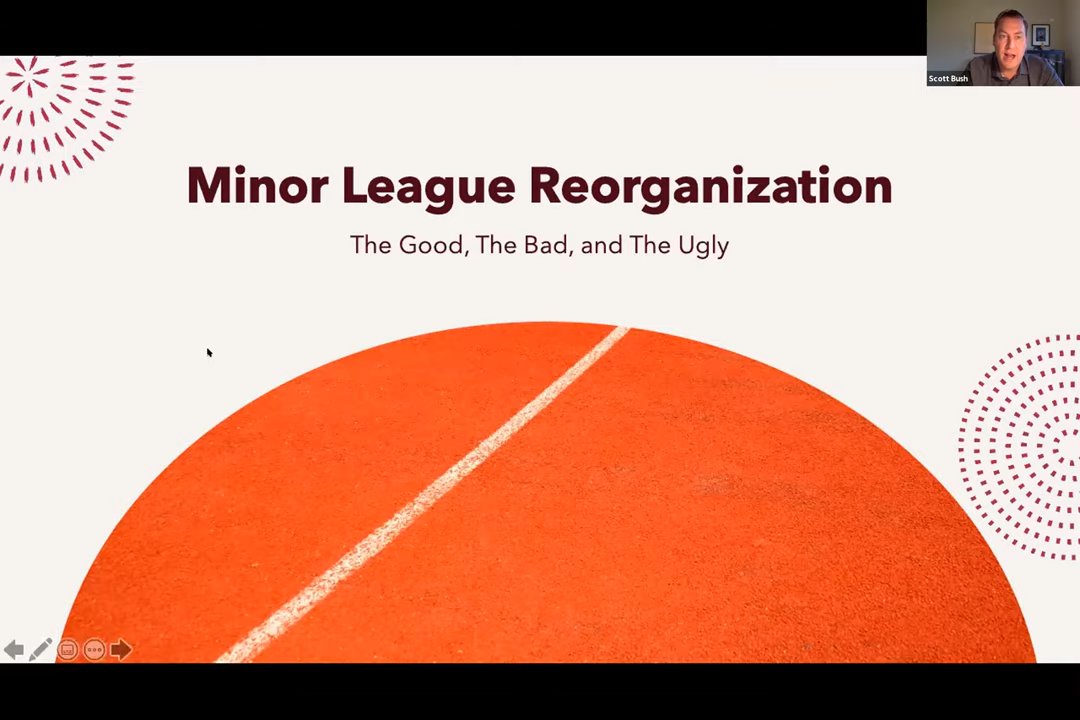 Scott Bush
Minor League Reorganization
The Good, The Bad, and The Ugly